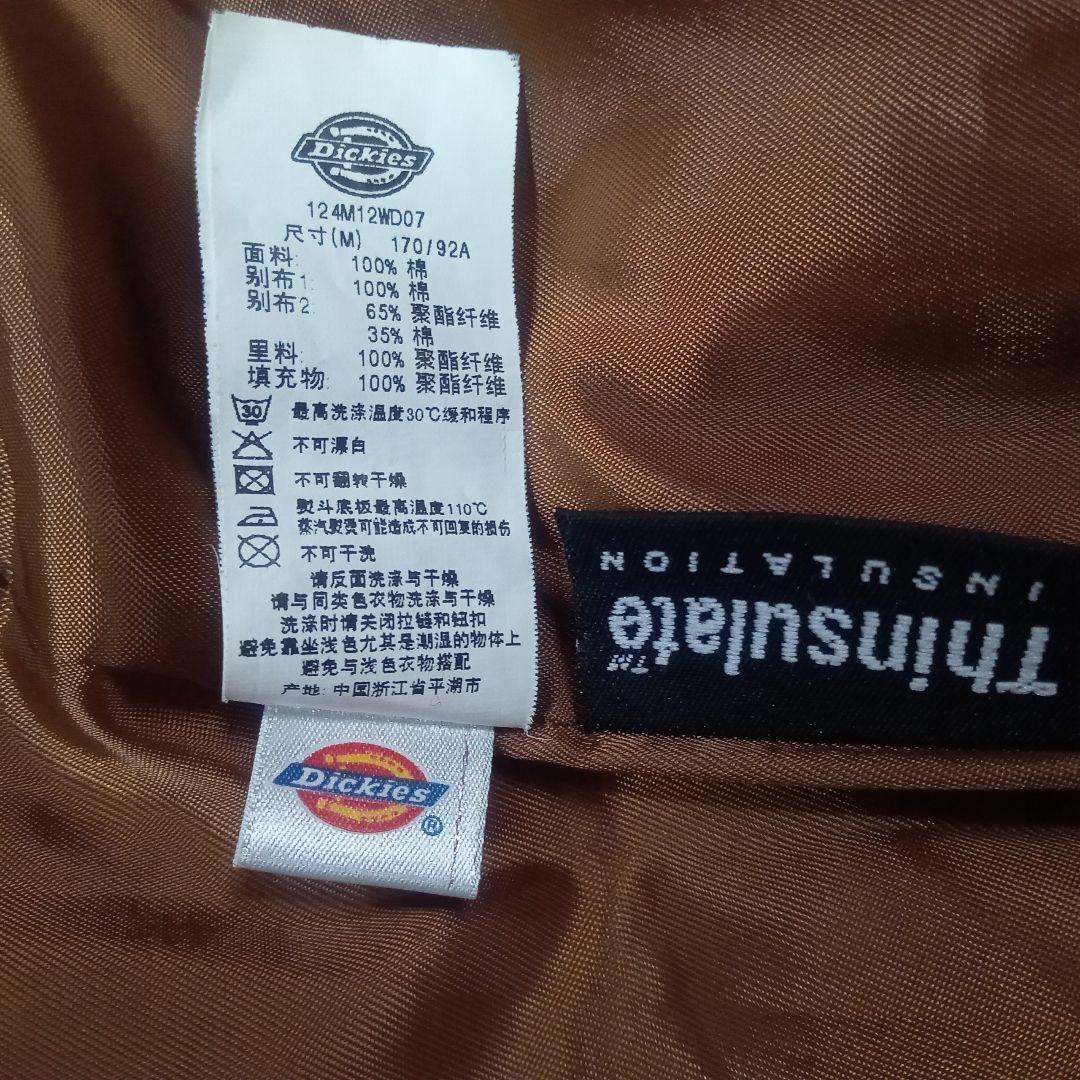 Dickies
124M12WD07
尺寸(M) 170/92A
面料: 100% 棉
别布1: 100% 棉
别布2: 65% 聚酯纤维
35% 棉
里料: 100% 聚酯纤维
填充物: 100% 聚酯纤维
30 最高洗涤温度30℃缓和程序
不可漂白
不可翻转干燥
熨斗底板最高温度110℃
蒸汽熨烫可能造成不可回复的损伤
不可干洗
请反面洗涤与干燥
请与同类色衣物洗涤与干燥
洗涤时请关闭拉链和钮扣
避免靠坐浅色尤其是潮湿的物体上
避免与浅色衣物搭配
产地: 中国浙江省平湖市
Dickies ®
Thinsulate™
INSULATION